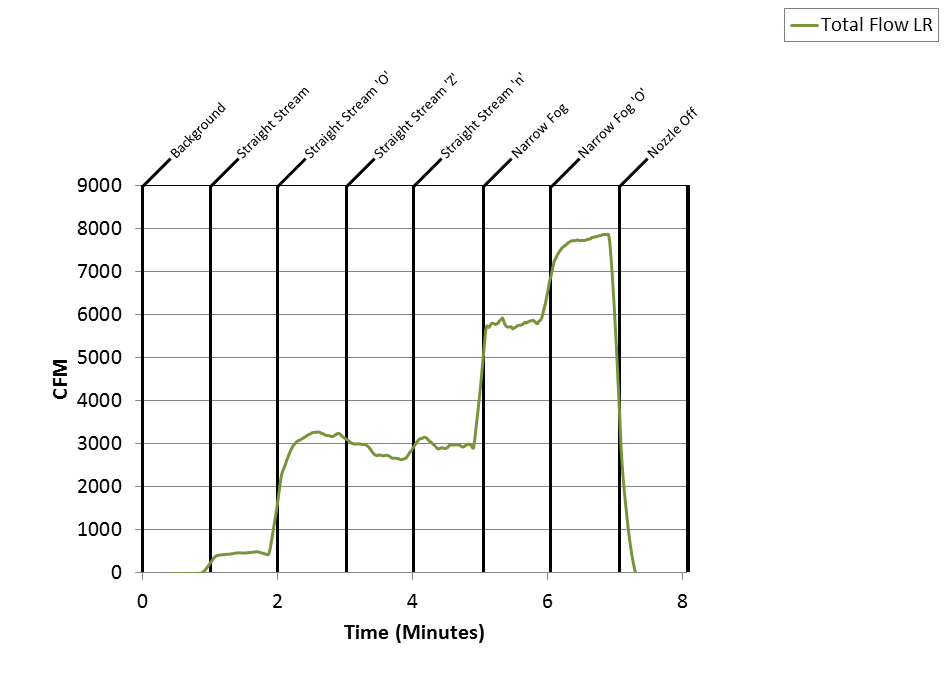 Total Flow LR
Background
Straight Stream
Straight Stream 'O'
Straight Stream 'Z'
Straight Stream 'n'
Narrow Fog
Narrow Fog 'O'
Nozzle Off
9000
8000
7000
6000
5000
4000
3000
2000
1000
0
CFM
0 2 4 6 8
Time (Minutes)